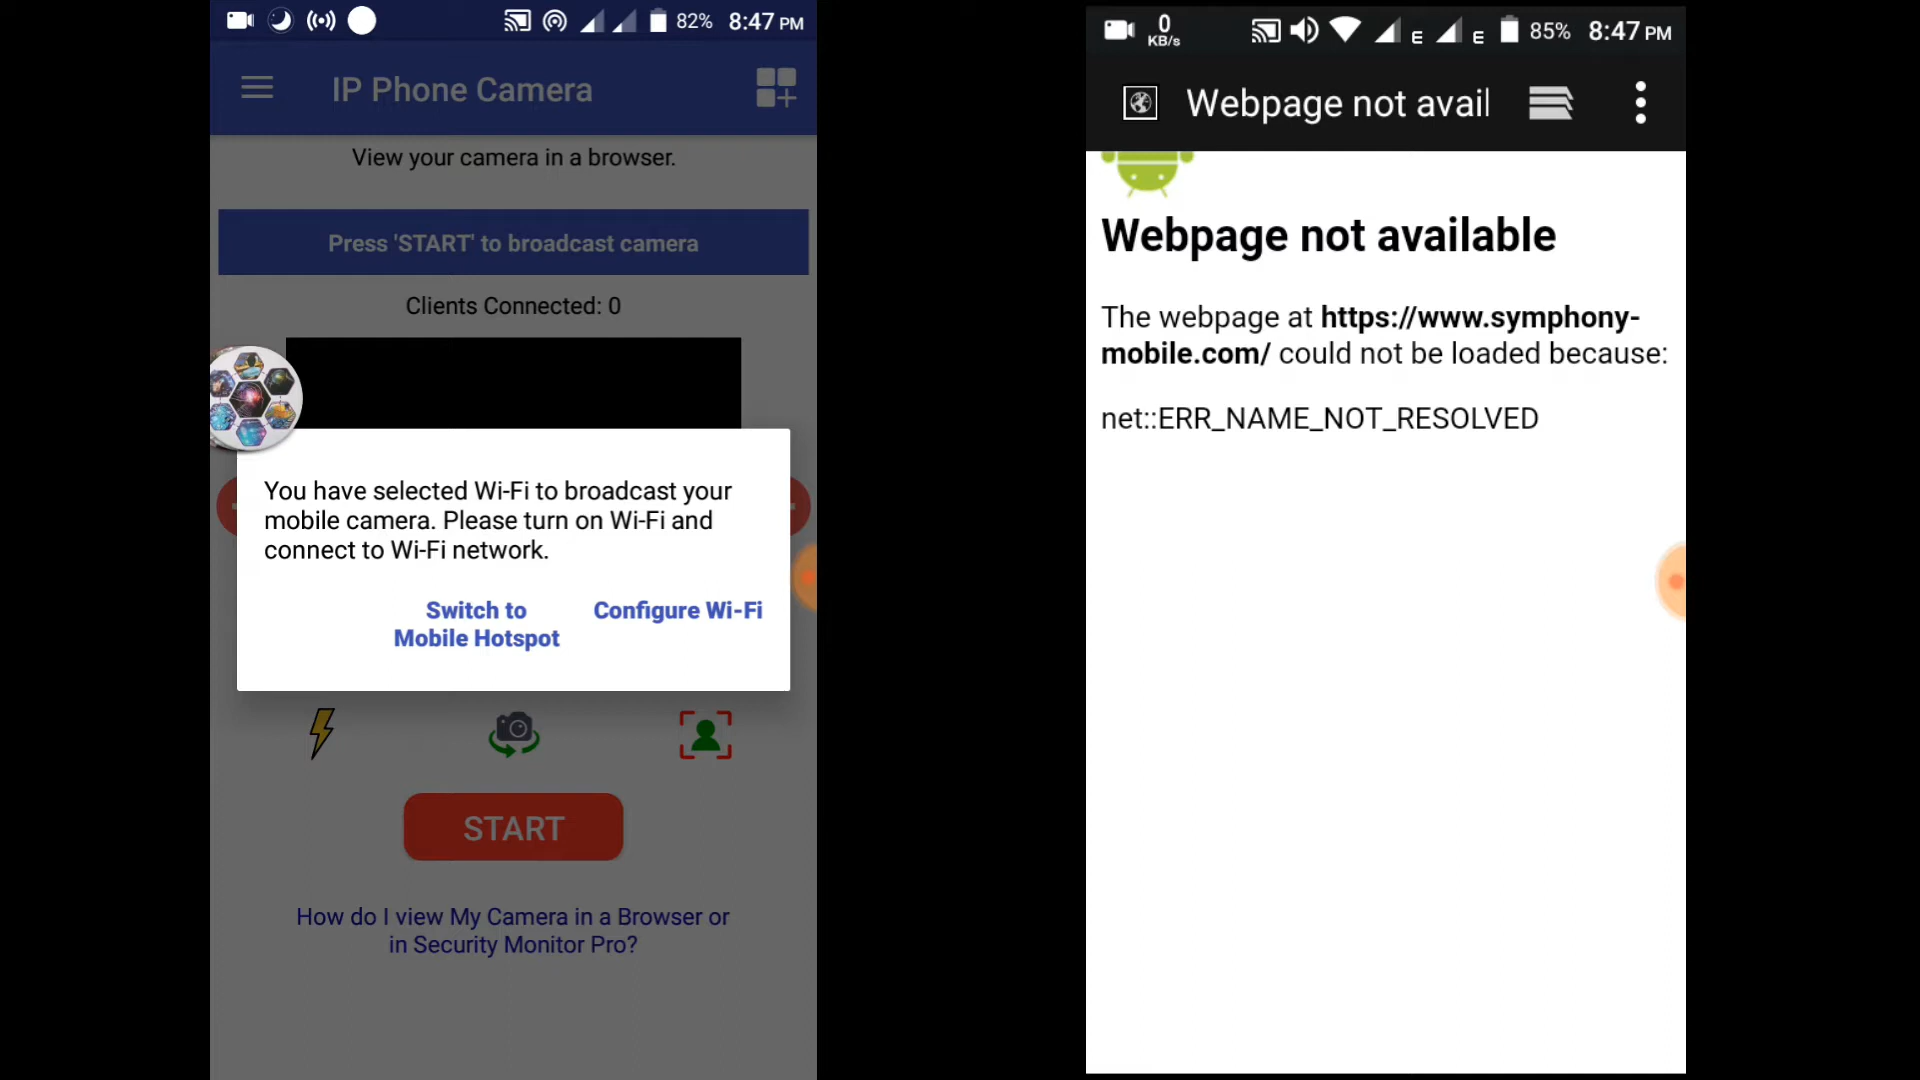 82% 8:47 PM
IP Phone Camera
View your camera in a browser.
Press 'START' to broadcast camera
Clients Connected: 0
You have selected Wi-Fi to broadcast your
mobile camera. Please turn on Wi-Fi and
connect to Wi-Fi network.
Switch to
Mobile Hotspot
Configure Wi-Fi
START
How do I view My Camera in a Browser or
in Security Monitor Pro?
0
KB/s
E E 85% 8:47 PM
Webpage not avail
Webpage not available
The webpage at https://www.symphony-
mobile.com/ could not be loaded because:
net::ERR_NAME_NOT_RESOLVED